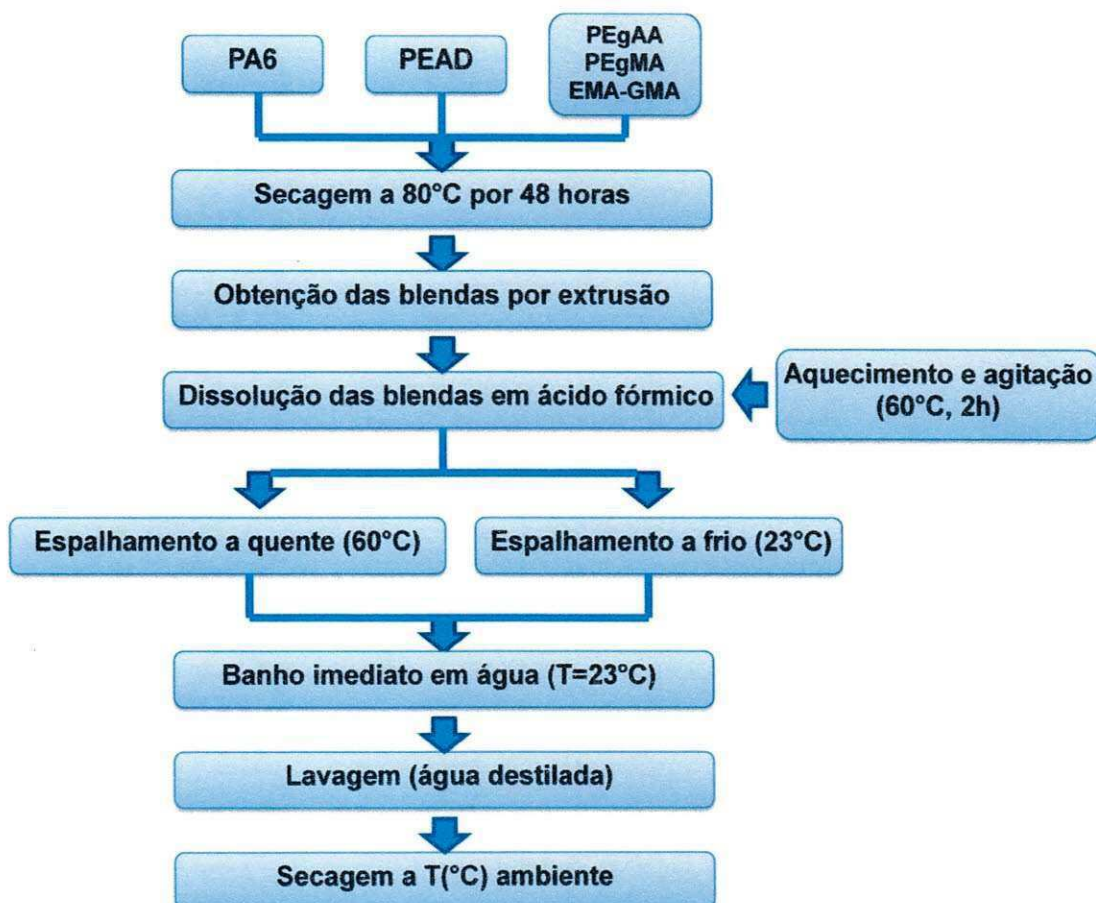 PA6
PEAD
PEgAA
PEgMA
EMA-GMA
Secagem a 80°C por 48 horas
Obtenção das blendas por extrusão
Dissolução das blendas em ácido fórmico
Aquecimento e agitação
(60°C, 2h)
Espalhamento a quente (60°C)
Espalhamento a frio (23°C)
Banho imediato em água (T=23°C)
Lavagem (água destilada)
Secagem a T(°C) ambiente